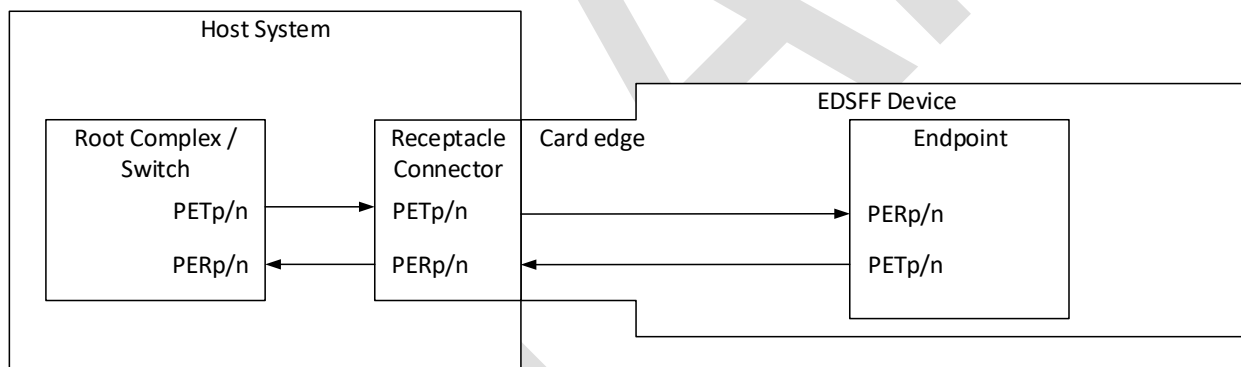 Host System
EDSFF Device
Root Complex /
Switch
Receptacle
Connector
Card edge
Endpoint
PETp/n
PETp/n
PERp/n
PERp/n
PERp/n
PETp/n